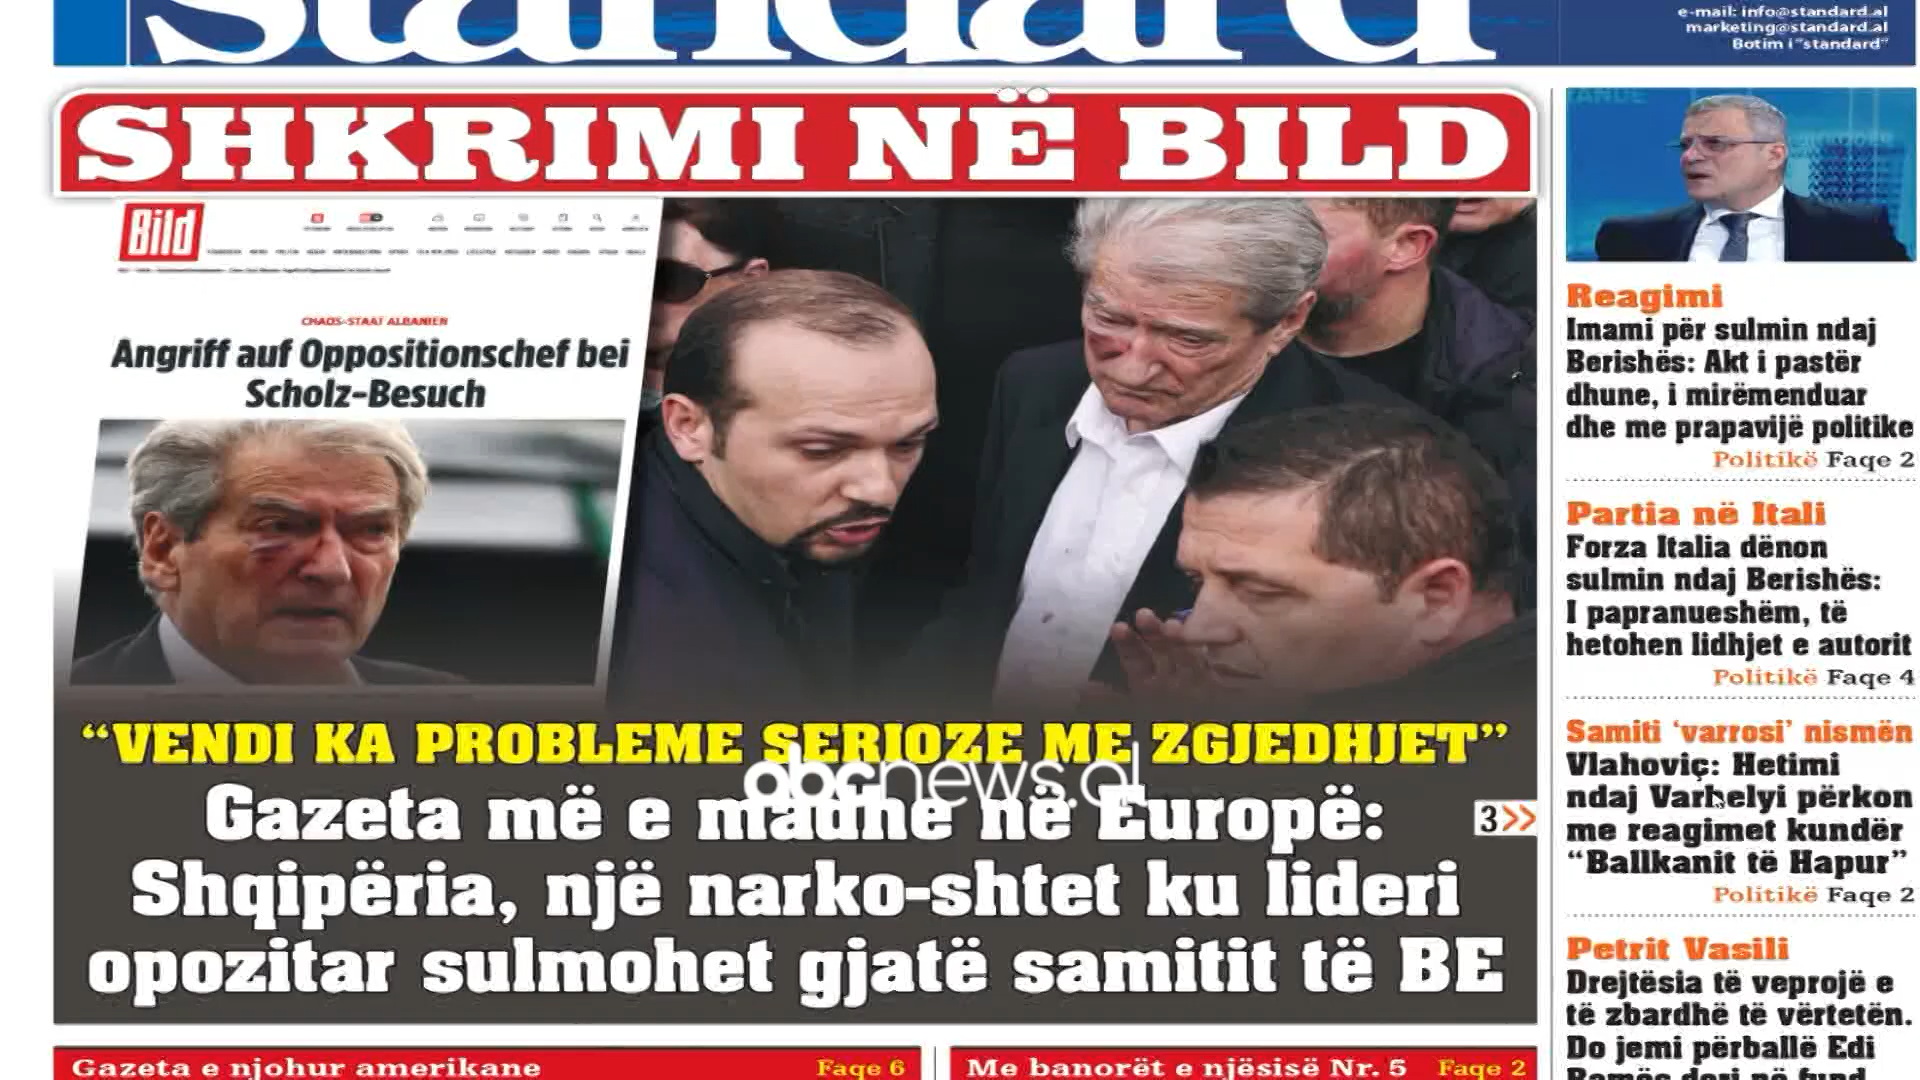 standard
e-mail: info@standard.al
marketing@standard.al
Botim i "standard"
SHKRIMI NË BILD
Bild
CHAOS-STAAT ALBANIEN
Angriff auf Oppositionschef bei
Scholz-Besuch
“VENDI KA PROBLEME SERIOZE ME ZGJEDHJET”
abcnews.al
Gazeta më e madhe në Europë:
Shqipëria, një narko-shtet ku lideri
opozitar sulmohet gjatë samitit të BE
3>>
Gazeta e njohur amerikane
Faqe 6
Me banorët e njësisë Nr. 5
Faqe 2
Reagimi
Imami për sulmin ndaj
Berishës: Akt i pastër
dhune, i mirëmenduar
dhe me prapavijë politike
Politikë Faqe 2
Partia në Itali
Forza Italia dënon
sulmin ndaj Berishës:
I papranueshëm, të
hetohen lidhjet e autorit
Politikë Faqe 4
Samiti ‘varrosi’ nismën
Vlahoviç: Hetimi
ndaj Varhelyi përkon
me reagimet kundër
“Ballkanit të Hapur”
Politikë Faqe 2
Petrit Vasili
Drejtësia të veprojë e
të zbardhë të vërtetën.
Do jemi përballë Edi
Ramës deri në fund